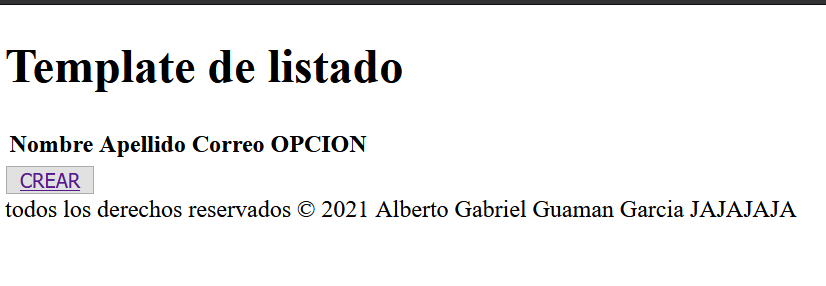 Template de listado
Nombre Apellido Correo OPCION
CREAR
todos los derechos reservados © 2021 Alberto Gabriel Guaman Garcia JAJAJAJA